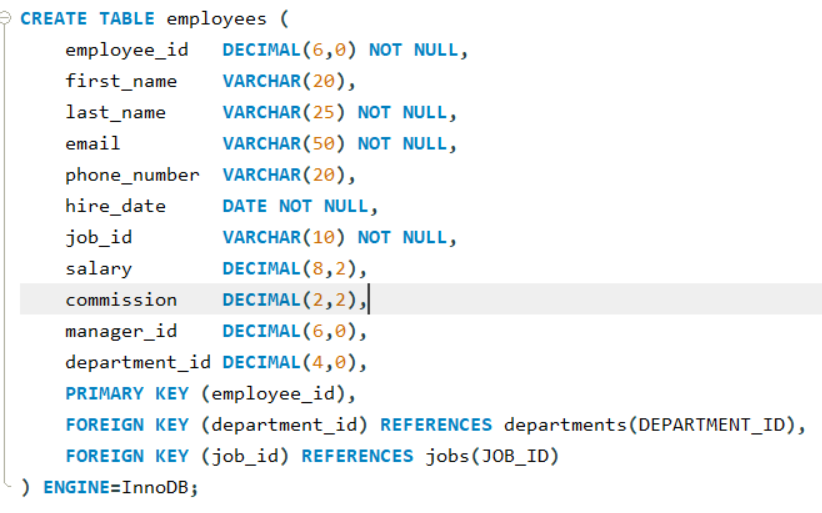 CREATE TABLE employees (
    employee_id   DECIMAL(6,0) NOT NULL,
    first_name    VARCHAR(20),
    last_name     VARCHAR(25) NOT NULL,
    email         VARCHAR(50) NOT NULL,
    phone_number  VARCHAR(20),
    hire_date     DATE NOT NULL,
    job_id        VARCHAR(10) NOT NULL,
    salary        DECIMAL(8,2),
    commission    DECIMAL(2,2),
    manager_id    DECIMAL(6,0),
    department_id DECIMAL(4,0),
    PRIMARY KEY (employee_id),
    FOREIGN KEY (department_id) REFERENCES departments(DEPARTMENT_ID),
    FOREIGN KEY (job_id) REFERENCES jobs(JOB_ID)
) ENGINE=InnoDB;